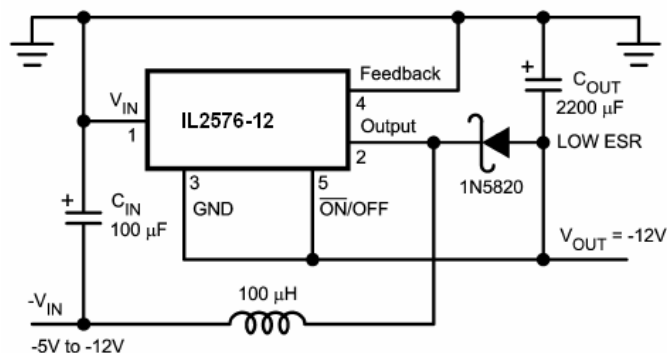 Feedback
4
+
C_OUT
2200 μF
V_IN
1
IL2576-12
Output
2
LOW ESR
1N5820
3
GND
5
O̅N̅/OFF
+
C_IN
100 μF
V_OUT = -12V
100 μH
-V_IN
-5V to -12V